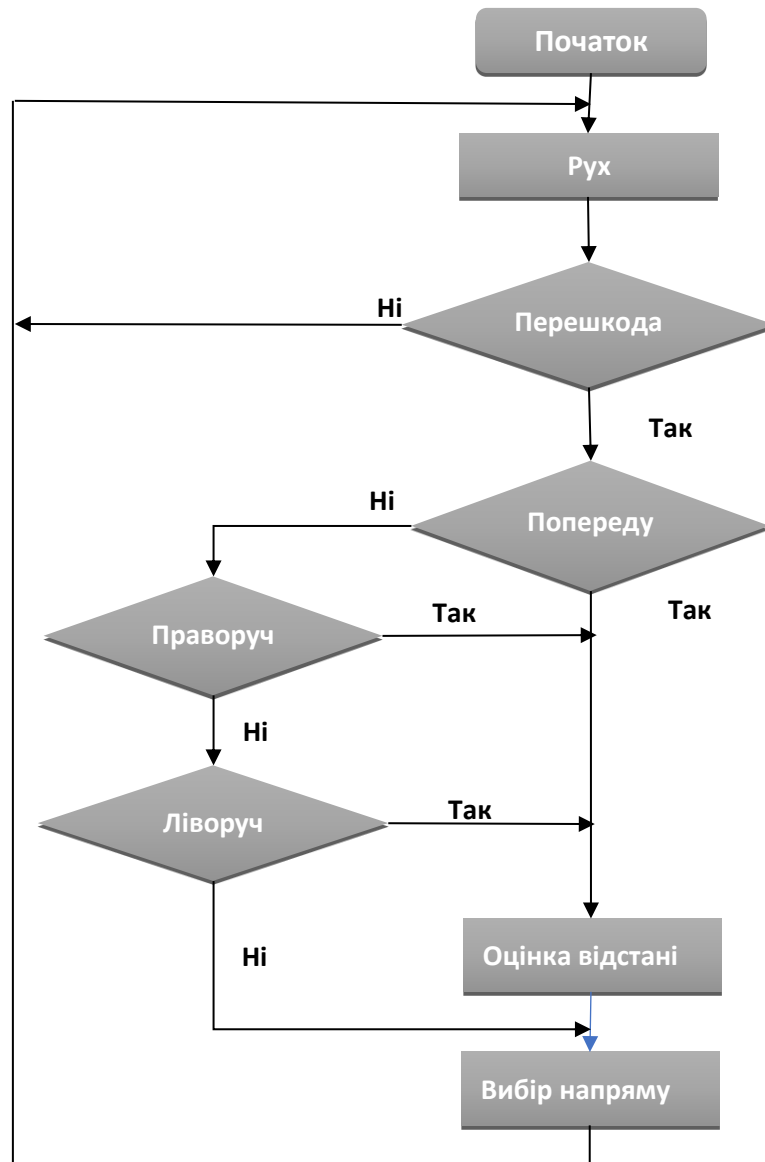 Початок
Рух
Ні
Перешкода
Так
Ні
Попереду
Так
Праворуч
Так
Ні
Ліворуч
Так
Ні
Оцінка відстані
Вибір напряму